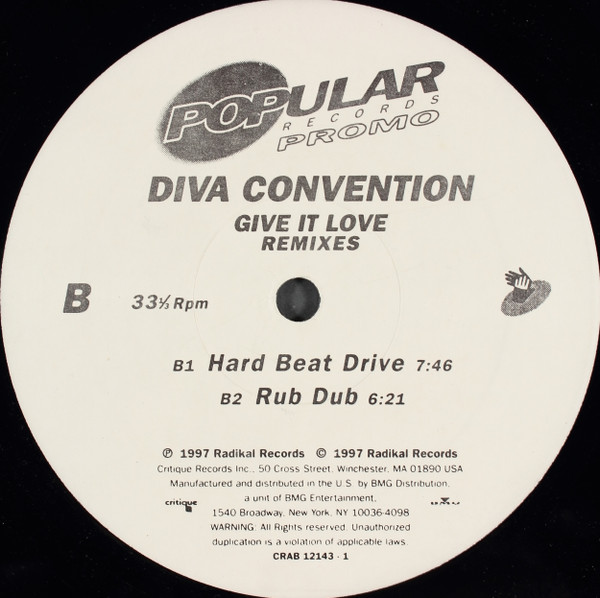 POPULAR
RECORDS
PROMO
DIVA CONVENTION
GIVE IT LOVE
REMIXES
B 33⅓ Rpm
B1 Hard Beat Drive 7:46
B2 Rub Dub 6:21
℗ 1997 Radikal Records © 1997 Radikal Records
Critique Records Inc., 50 Cross Street, Winchester, MA 01890 USA
Manufactured and distributed in the U.S. by BMG Distribution,
a unit of BMG Entertainment,
critique
BMG
1540 Broadway, New York, NY 10036-4098
WARNING: All Rights reserved. Unauthorized
duplication is a violation of applicable laws.
CRAB 12143 - 1